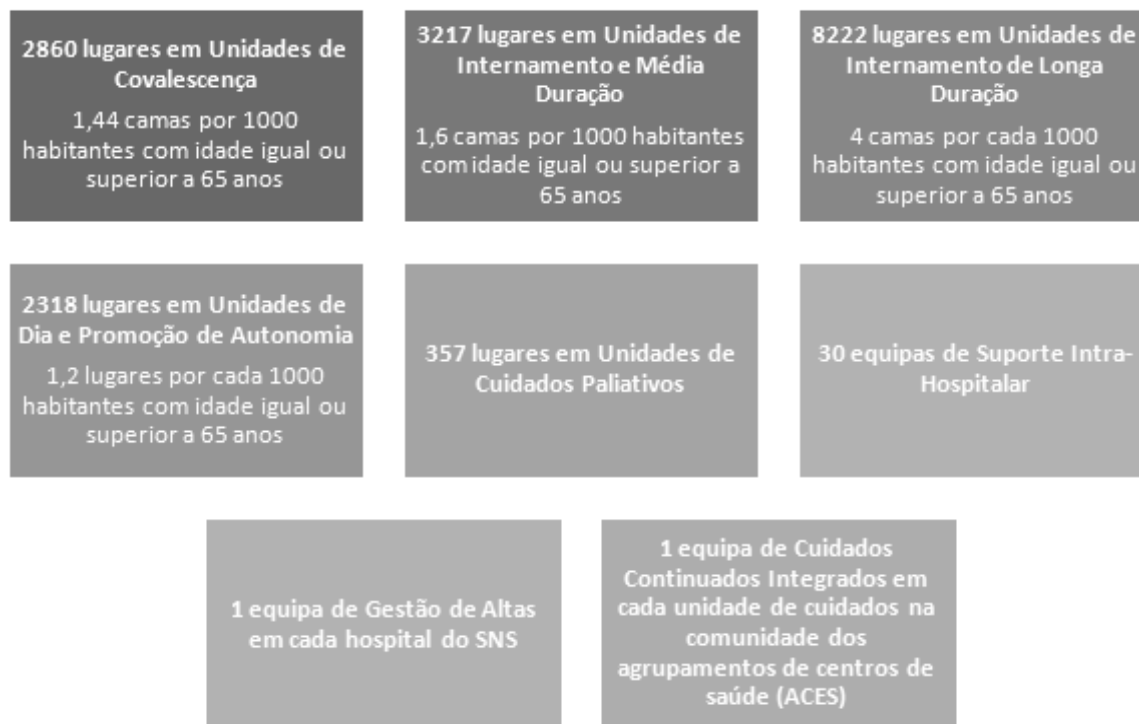 2860 lugares em Unidades de
Covalescença
1,44 camas por 1000
habitantes com idade igual ou
superior a 65 anos
3217 lugares em Unidades de
Internamento e Média
Duração
1,6 camas por 1000 habitantes
com idade igual ou superior a
65 anos
8222 lugares em Unidades de
Internamento de Longa
Duração
4 camas por cada 1000
habitantes com idade igual ou
superior a 65 anos
2318 lugares em Unidades de
Dia e Promoção de Autonomia
1,2 lugares por cada 1000
habitantes com idade igual ou
superior a 65 anos
357 lugares em Unidades de
Cuidados Paliativos
30 equipas de Suporte Intra-
Hospitalar
1 equipa de Gestão de Altas
em cada hospital do SNS
1 equipa de Cuidados
Continuados Integrados em
cada unidade de cuidados na
comunidade dos
agrupamentos de centros de
saúde (ACES)